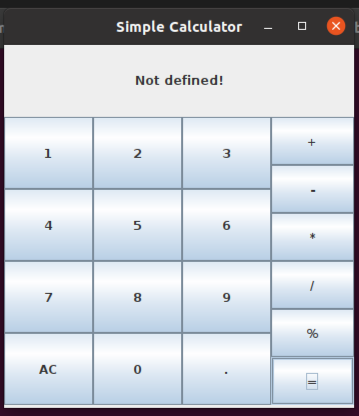 Simple Calculator
Not defined!
1 2 3 +
-
4 5 6 *
7 8 9 /
%
AC 0 . =